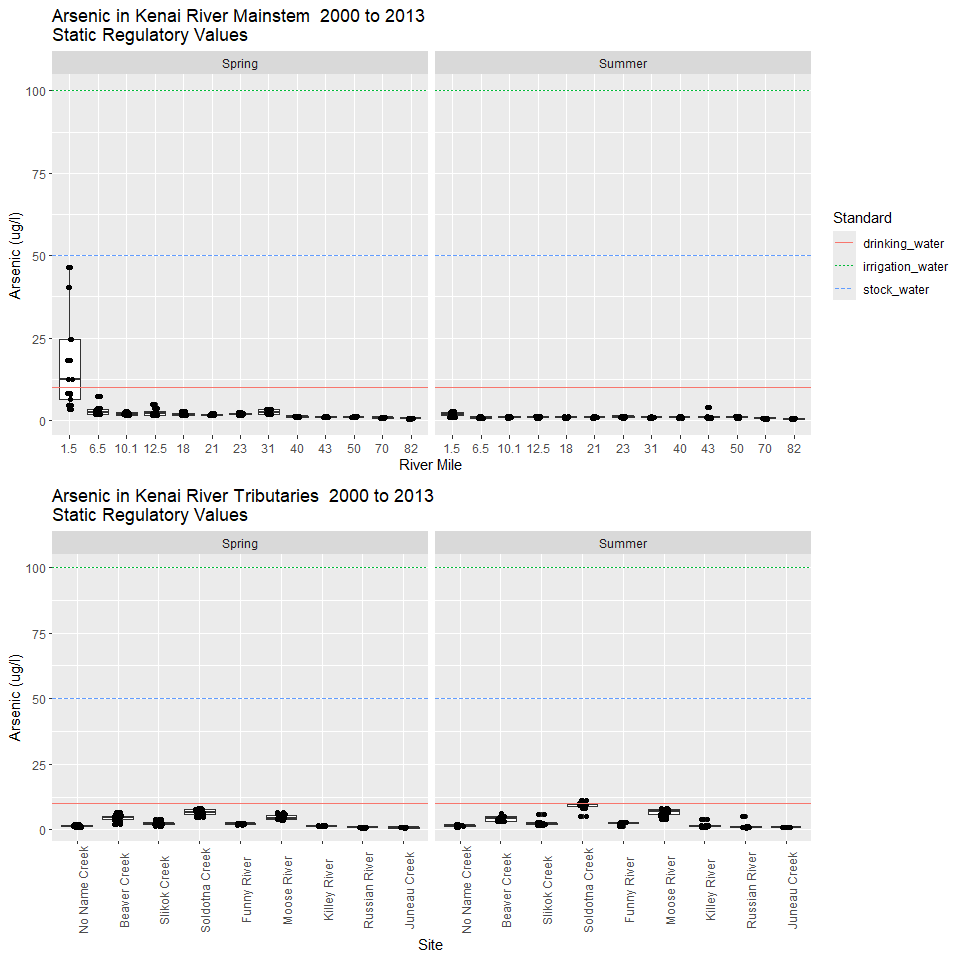 Arsenic in Kenai River Mainstem  2000 to 2013
Static Regulatory Values
Spring
Summer
Arsenic (ug/l)
100
75
50
25
0
1.5 6.5 10.1 12.5 18 21 23 31 40 43 50 70 82
1.5 6.5 10.1 12.5 18 21 23 31 40 43 50 70 82
River Mile
Standard
drinking_water
irrigation_water
stock_water
Arsenic in Kenai River Tributaries  2000 to 2013
Static Regulatory Values
Spring
Summer
Arsenic (ug/l)
100
75
50
25
0
No Name Creek
Beaver Creek
Slikok Creek
Soldotna Creek
Funny River
Moose River
Killey River
Russian River
Juneau Creek
No Name Creek
Beaver Creek
Slikok Creek
Soldotna Creek
Funny River
Moose River
Killey River
Russian River
Juneau Creek
Site